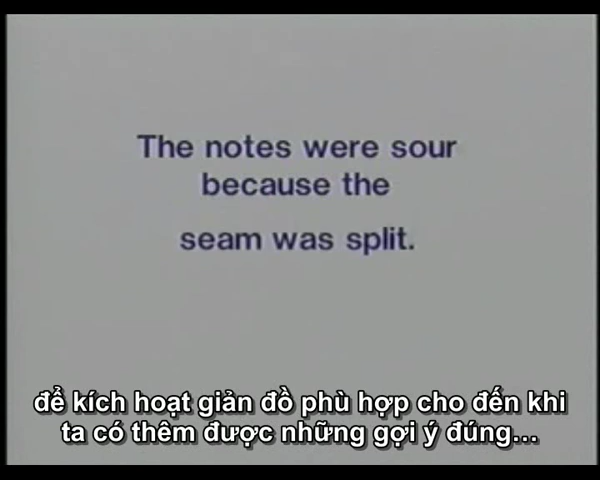 The notes were sour
because the
seam was split.
để kích hoạt giản đồ phù hợp cho đến khi
ta có thêm được những gợi ý đúng...